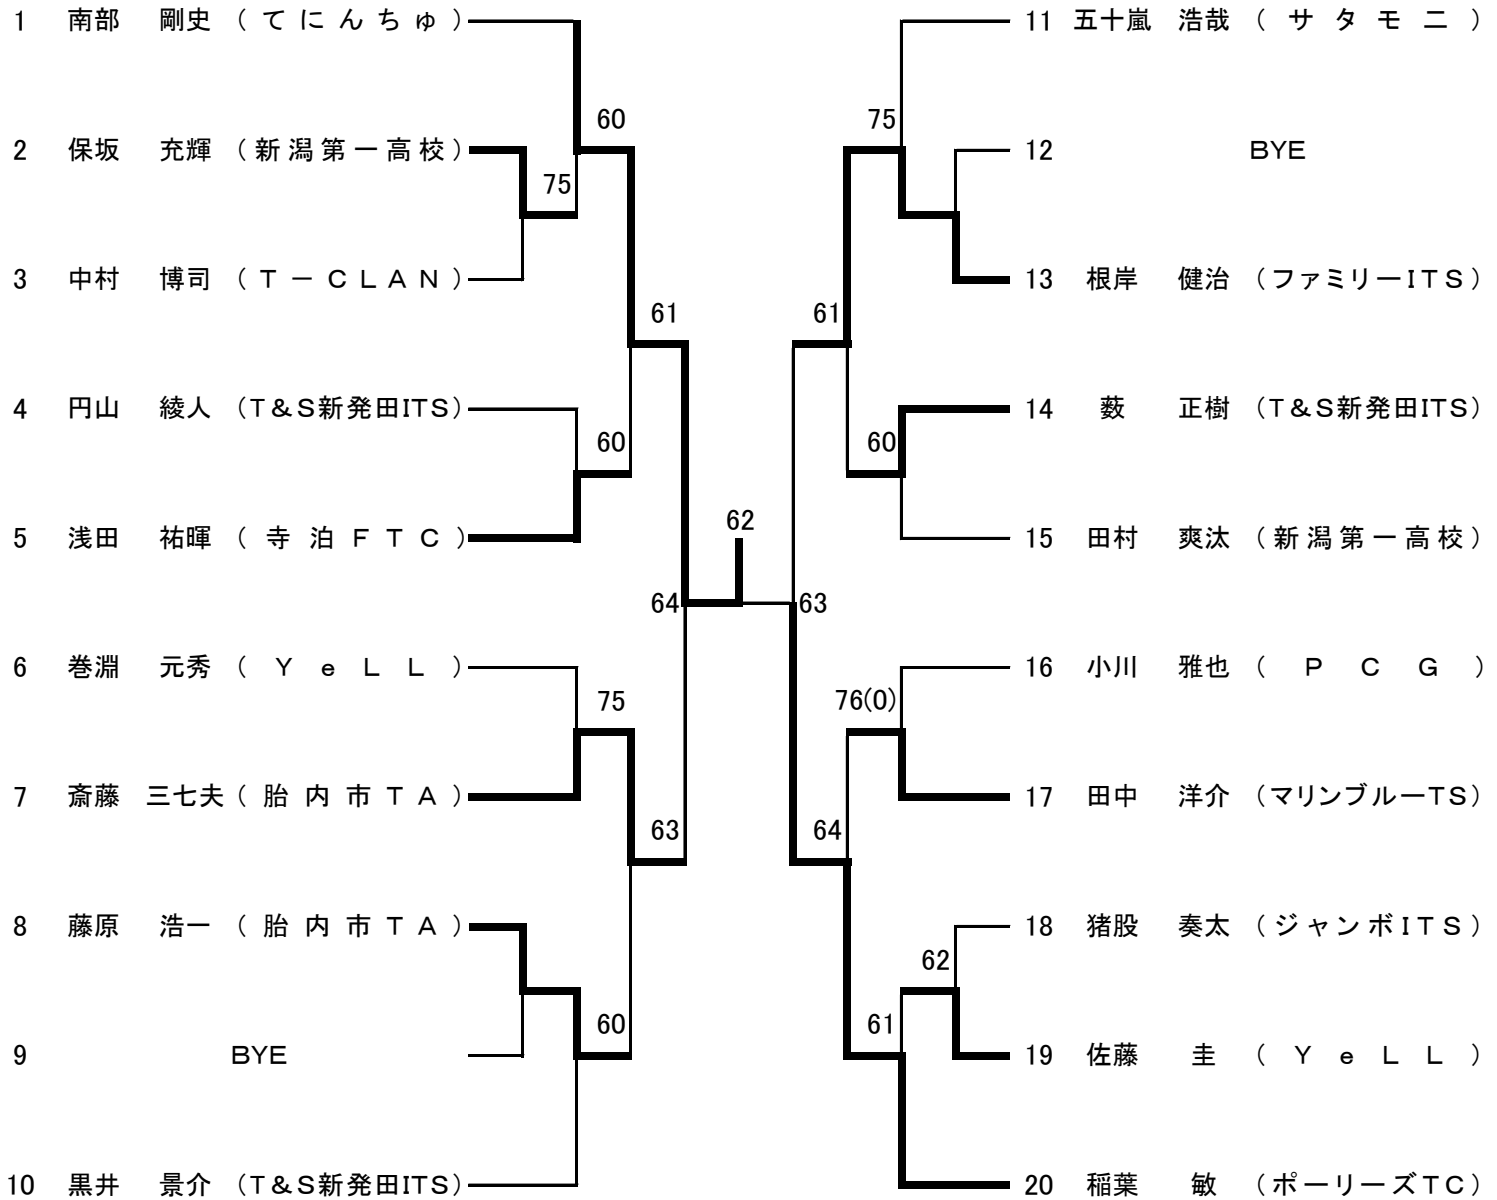 1 南部 剛史 (てにんちゅ)
60
2 保坂 充輝 (新潟第一高校)
75
3 中村 博司 (T－CLAN)
61
4 円山 綾人 (T&S新発田ITS)
60
5 浅田 祐暉 (寺泊FTC)
62
64
6 巻淵 元秀 (YeLL)
75
7 斎藤 三七夫 (胎内市TA)
63
8 藤原 浩一 (胎内市TA)
60
9 BYE
10 黒井 景介 (T&S新発田ITS)
11 五十嵐 浩哉 (サタモニ)
75
12 BYE
13 根岸 健治 (ファミリーITS)
61
14 薮 正樹 (T&S新発田ITS)
60
15 田村 爽汰 (新潟第一高校)
63
16 小川 雅也 (PCG)
76(0)
17 田中 洋介 (マリンブルーTS)
64
18 猪股 奏太 (ジャンボITS)
62
61
19 佐藤 圭 (YeLL)
20 稲葉 敏 (ポーリーズTC)